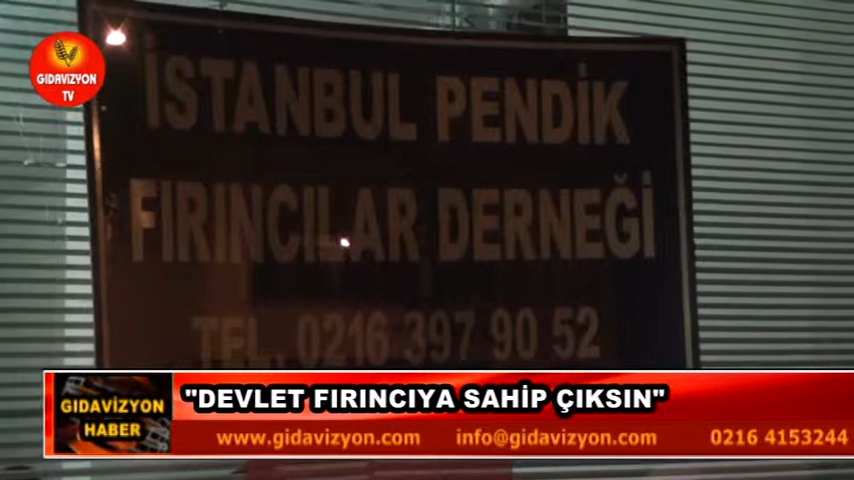 GIDAVİZYON
TV
İSTANBUL PENDİK
FIRINCILAR DERNEĞİ
TEL. 0216 397 90 52
GIDAVİZYON
HABER
"DEVLET FIRINCIYA SAHİP ÇIKSIN"
www.gidavizyon.com info@gidavizyon.com 0216 4153244